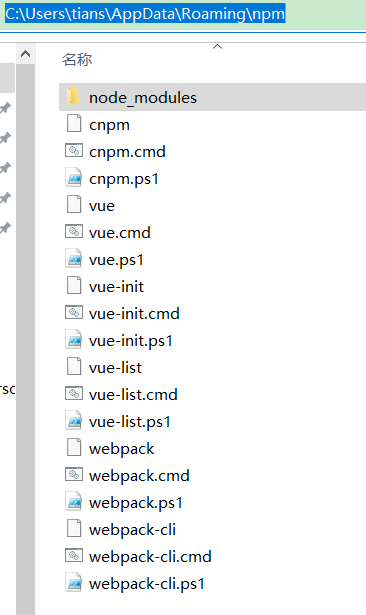 C:\Users\tians\AppData\Roaming\npm
名称
node_modules
cnpm
cnpm.cmd
cnpm.ps1
vue
vue.cmd
vue.ps1
vue-init
vue-init.cmd
vue-init.ps1
vue-list
vue-list.cmd
rsc
vue-list.ps1
webpack
webpack.cmd
webpack.ps1
webpack-cli
webpack-cli.cmd
webpack-cli.ps1